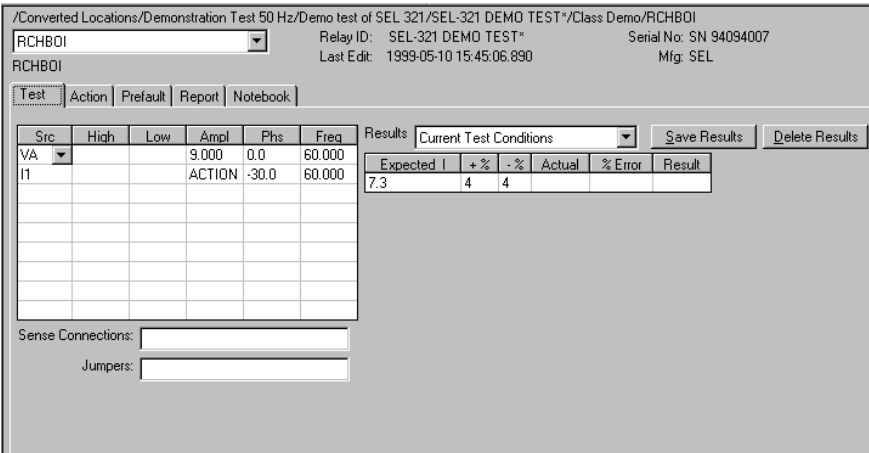 /Converted Locations/Demonstration Test 50 Hz/Demo test of SEL 321/SEL-321 DEMO TEST*/Class Demo/RCHBOI
RCHBOI Relay ID: SEL-321 DEMO TEST* Serial No: SN 94094007
Last Edit: 1999-05-10 15:45:06.890 Mfg: SEL
RCHBOI
Test Action Prefault Report Notebook
Results Current Test Conditions Save Results Delete Results
Src High Low Ampl Phs Freq
VA 9.000 0.0 60.000
I1 ACTION -30.0 60.000
Expected I + % - % Actual % Error Result
7.3 4 4
Sense Connections:
Jumpers: